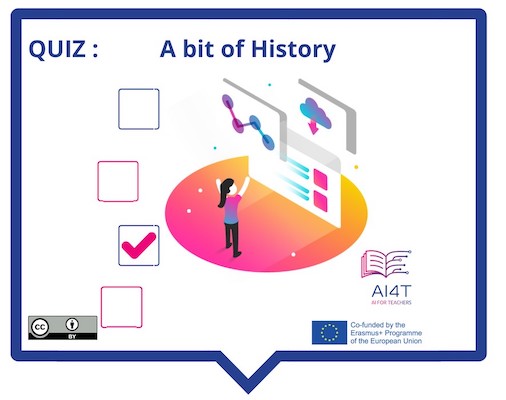 QUIZ : A bit of History
AI4T
AI FOR TEACHERS
cc
BY
Co-funded by the
Erasmus+ Programme
of the European Union